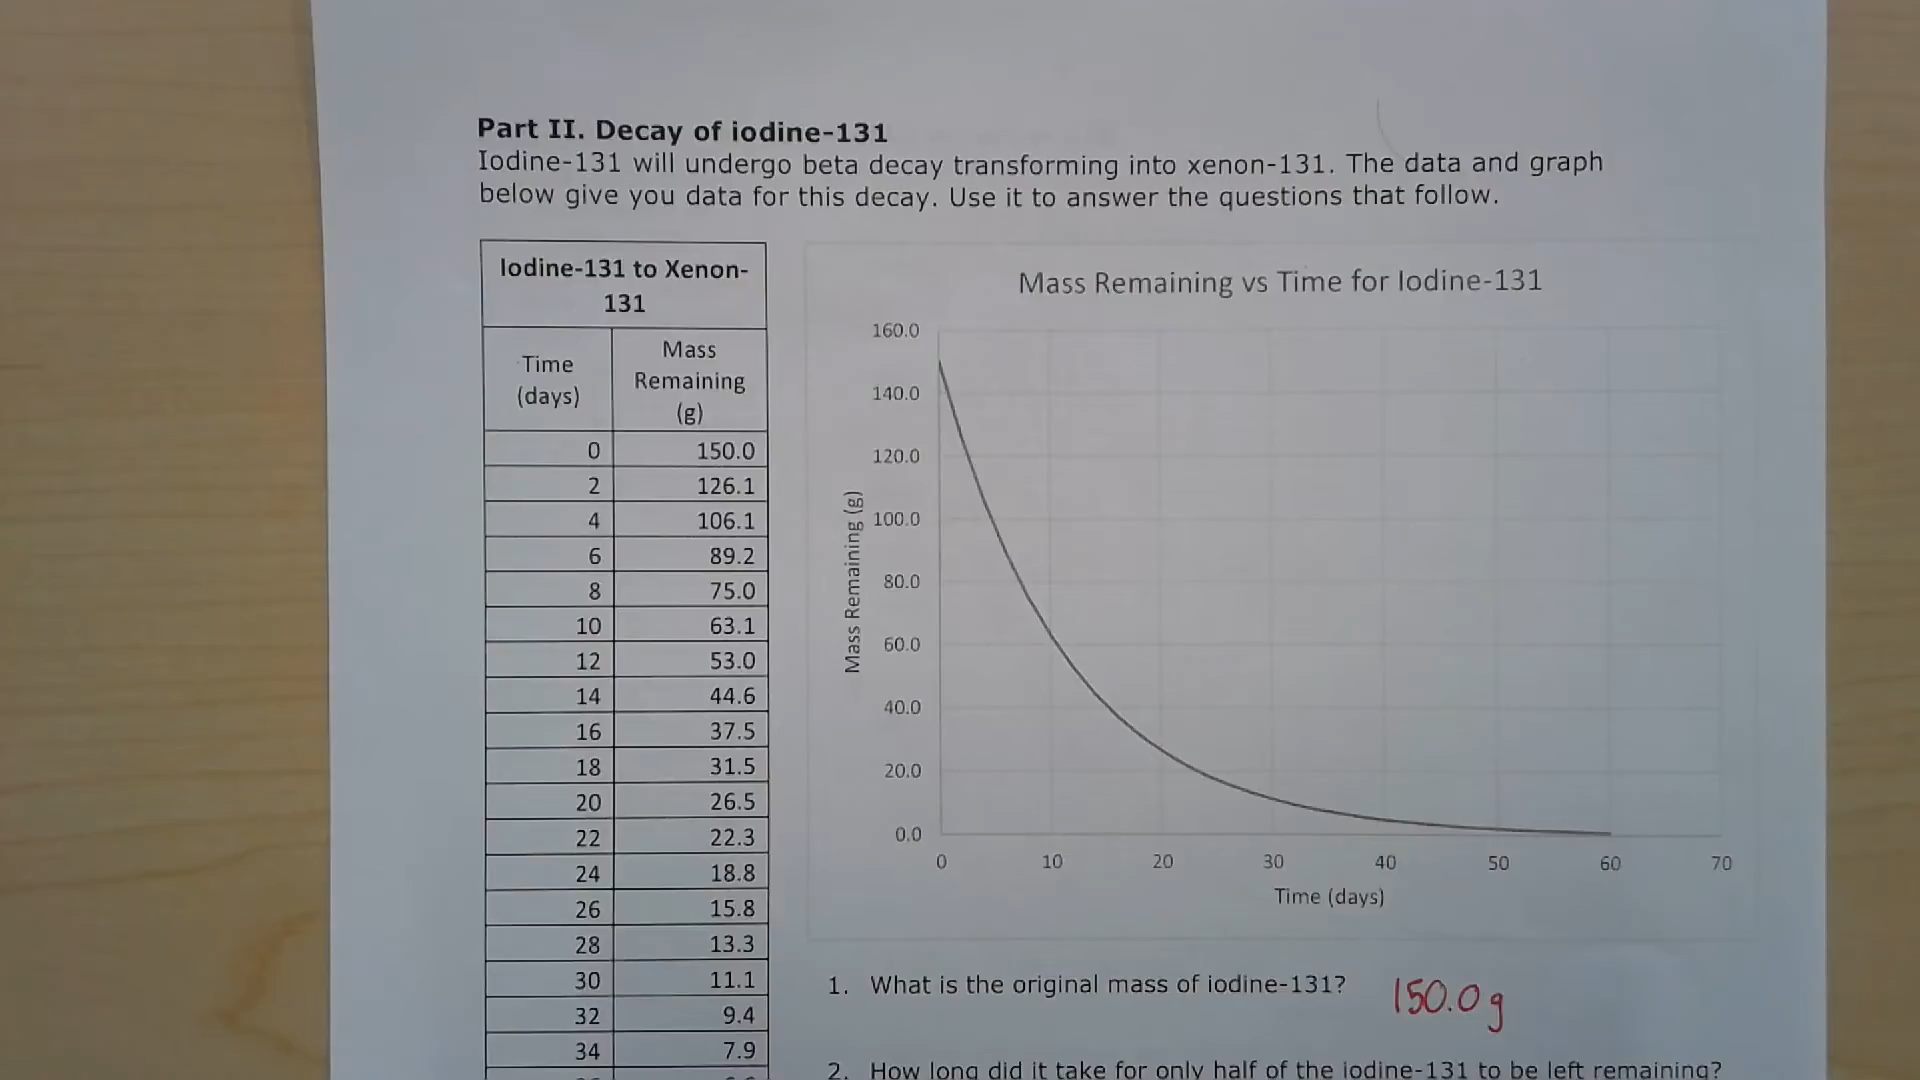 Part II. Decay of iodine-131
Iodine-131 will undergo beta decay transforming into xenon-131. The data and graph
below give you data for this decay. Use it to answer the questions that follow.
Iodine-131 to Xenon-
131
Time
(days)
Mass
Remaining
(g)
0 150.0
2 126.1
4 106.1
6 89.2
8 75.0
10 63.1
12 53.0
14 44.6
16 37.5
18 31.5
20 26.5
22 22.3
24 18.8
26 15.8
28 13.3
30 11.1
32 9.4
34 7.9
Mass Remaining vs Time for Iodine-131
Mass Remaining (g)
160.0
140.0
120.0
100.0
80.0
60.0
40.0
20.0
0.0
0 10 20 30 40 50 60 70
Time (days)
1. What is the original mass of iodine-131? 150.0 g
2. How long did it take for only half of the iodine-131 to be left remaining?